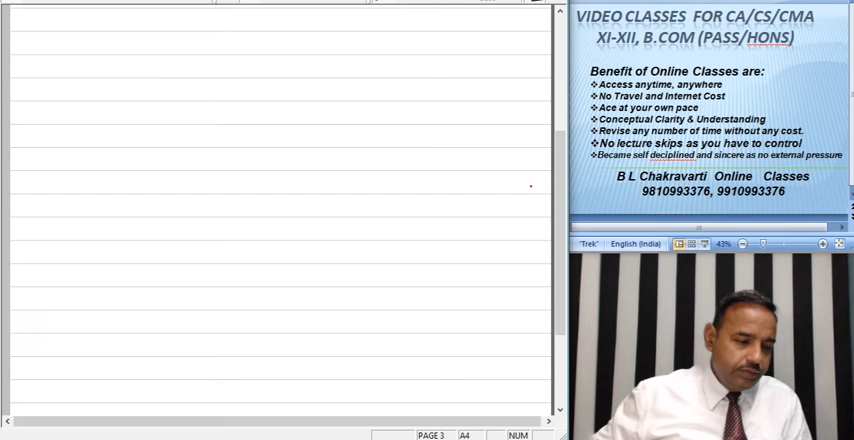 VIDEO CLASSES FOR CA/CS/CMA
XI-XII, B.COM (PASS/HONS)
Benefit of Online Classes are:
❖Access anytime, anywhere
❖No Travel and Internet Cost
❖Ace at your own pace
❖Conceptual Clarity & Understanding
❖Revise any number of time without any cost.
❖No lecture skips as you have to control
❖Became self deciplined and sincere as no external pressure
B L Chakravarti Online Classes
9810993376, 9910993376
"Trek" English (India) 43%
PAGE 3 A4 NUM